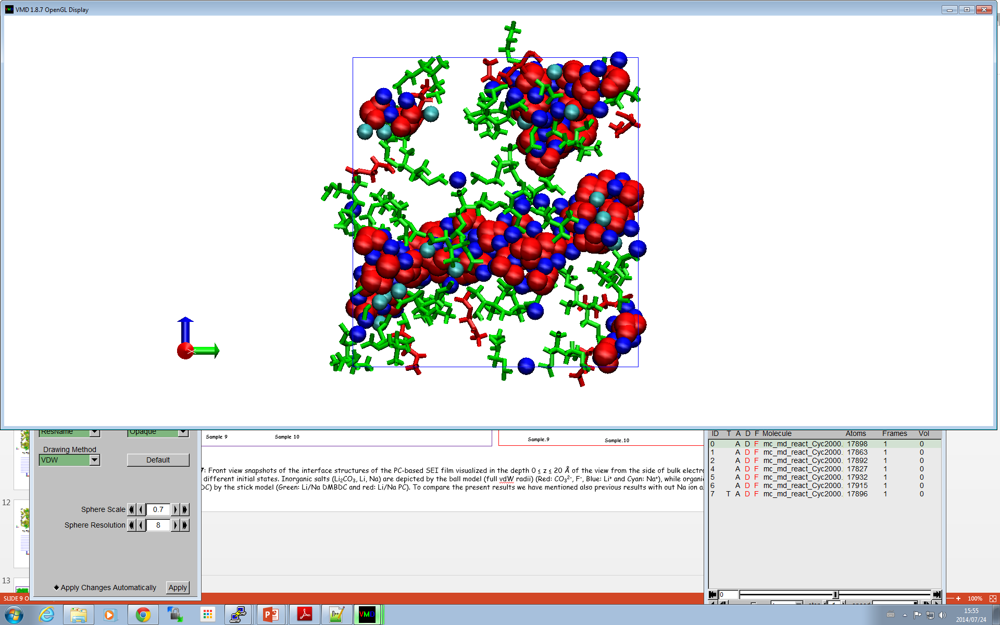 VMD 1.8.7 OpenGL Display
ResName
Opaque
Drawing Method
VDW
Default
Sphere Scale
0.7
Sphere Resolution
8
Apply Changes Automatically
Apply
12
13
SLIDE 9 O
Sample 9
Sample 10
Sample.9
Sample.10
7: Front view snapshots of the interface structures of the PC-based SEI film visualized in the depth 0 ≤ z ≤ 20 Å of the view from the side of bulk electr
different initial states. Inorganic salts (Li₂CO₃, Li, Na) are depicted by the ball model (full vdW radii) (Red: CO₃²⁻, F⁻, Blue: Li⁺ and Cyan: Na⁺), while organi
DC) by the stick model (Green: Li/Na DMBDC and red: Li/Na PC). To compare the present results we have mentioned also previous results with out Na ion a
ID T A D F Molecule Atoms Frames Vol
0 A D F mc_md_react_Cyc2000. 17898 1 0
1 A D F mc_md_react_Cyc2000. 17863 1 0
2 A D F mc_md_react_Cyc2000. 17892 1 0
4 A D F mc_md_react_Cyc2000. 17827 1 0
5 A D F mc_md_react_Cyc2000. 17932 1 0
6 A D F mc_md_react_Cyc2000. 17915 1 0
7 T A D F mc_md_react_Cyc2000. 17896 1 0
0
100%
VMD
15:55
2014/07/24